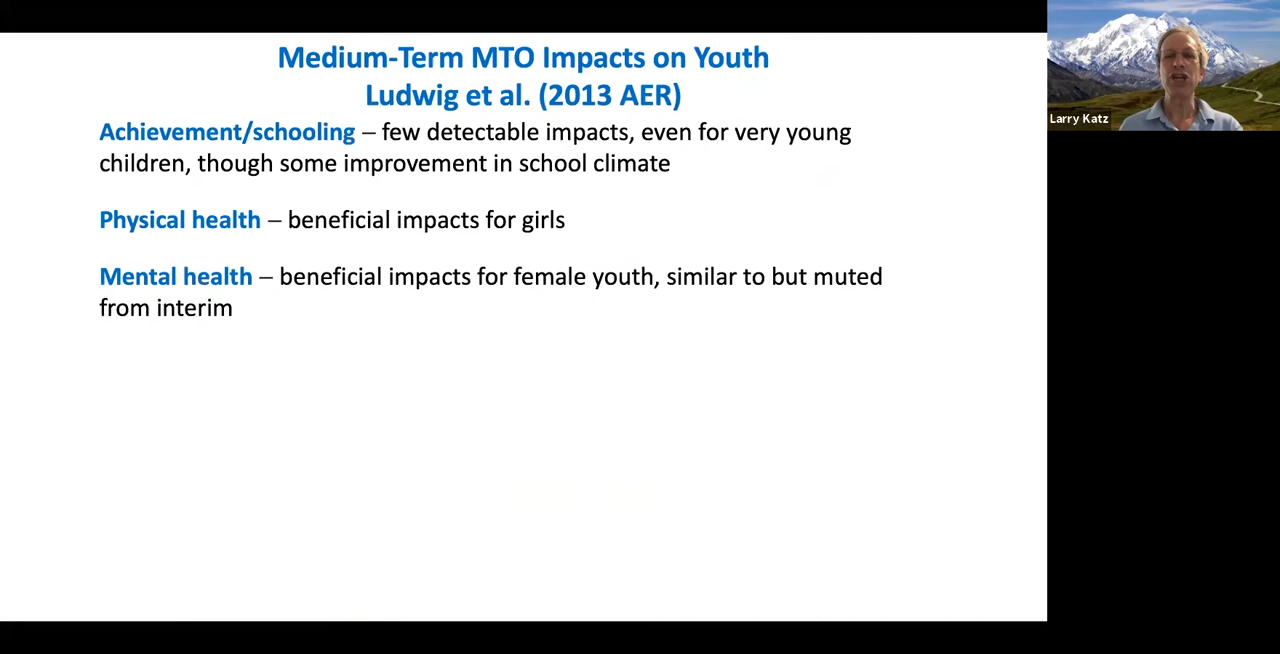 Medium-Term MTO Impacts on Youth
Ludwig et al. (2013 AER)
Achievement/schooling – few detectable impacts, even for very young
children, though some improvement in school climate
Physical health – beneficial impacts for girls
Mental health – beneficial impacts for female youth, similar to but muted
from interim
Larry Katz